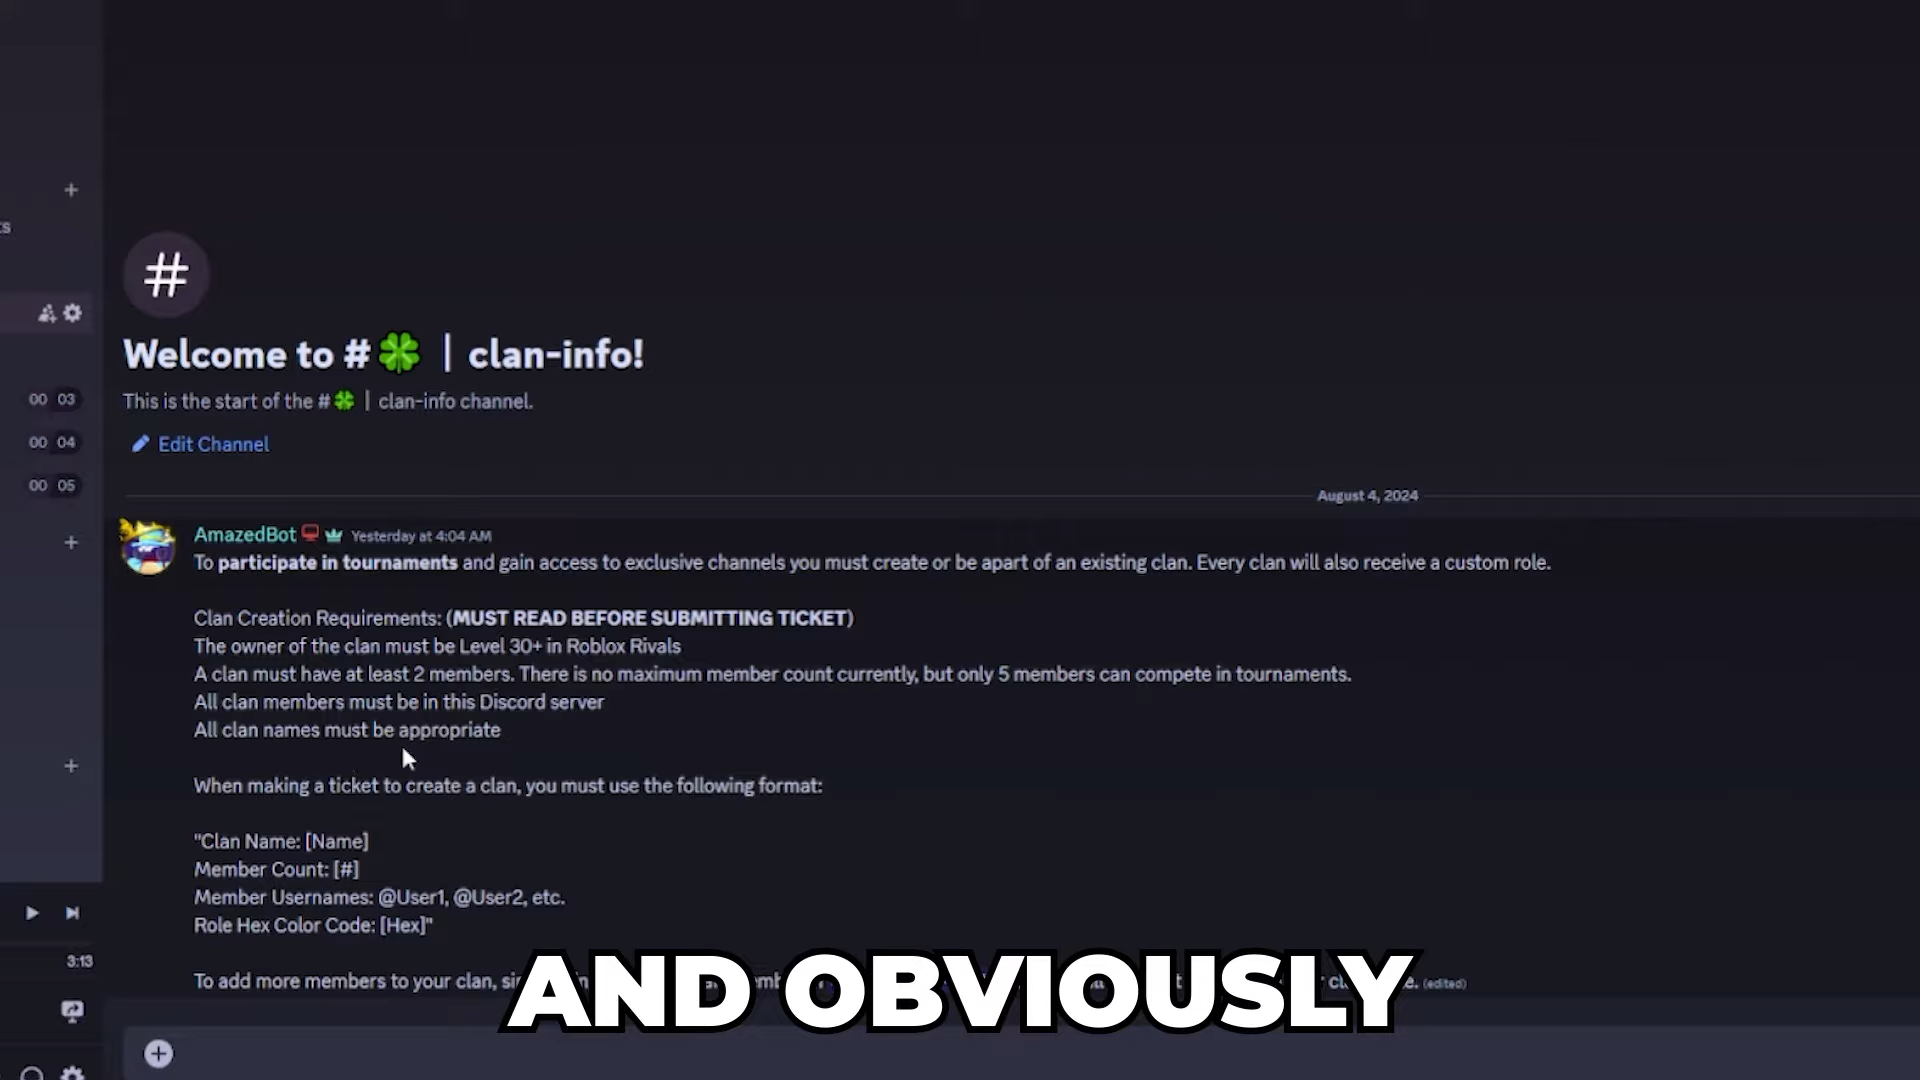 ts
Welcome to #🍀 | clan-info!
This is the start of the #🍀 | clan-info channel.
Edit Channel
00 03
00 04
00 05
August 4, 2024
AmazedBot Yesterday at 4:04 AM
To participate in tournaments and gain access to exclusive channels you must create or be apart of an existing clan. Every clan will also receive a custom role.
Clan Creation Requirements: (MUST READ BEFORE SUBMITTING TICKET)
The owner of the clan must be Level 30+ in Roblox Rivals
A clan must have at least 2 members. There is no maximum member count currently, but only 5 members can compete in tournaments.
All clan members must be in this Discord server
All clan names must be appropriate
When making a ticket to create a clan, you must use the following format:
"Clan Name: [Name]
Member Count: [#]
Member Usernames: @User1, @User2, etc.
Role Hex Color Code: [Hex]"
3:13
To add more members to your clan, (edited)
AND OBVIOUSLY